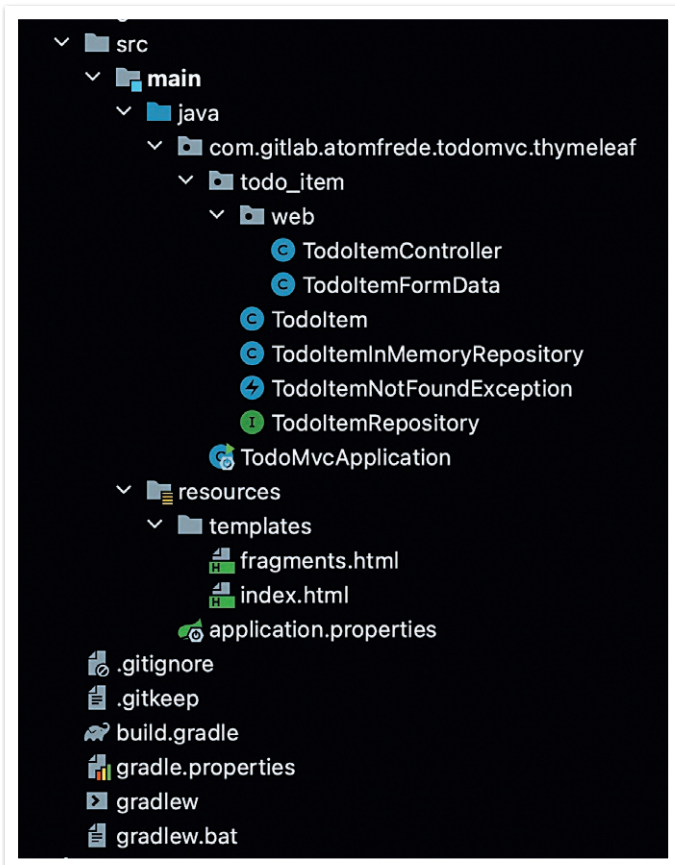 src
main
java
com.gitlab.atomfrede.todomvc.thymeleaf
todo_item
web
C TodoItemController
C TodoItemFormData
C TodoItem
C TodoItemInMemoryRepository
TodoItemNotFoundException
I TodoItemRepository
TodoMvcApplication
resources
templates
H fragments.html
H index.html
application.properties
.gitignore
.gitkeep
build.gradle
gradle.properties
gradlew
gradlew.bat